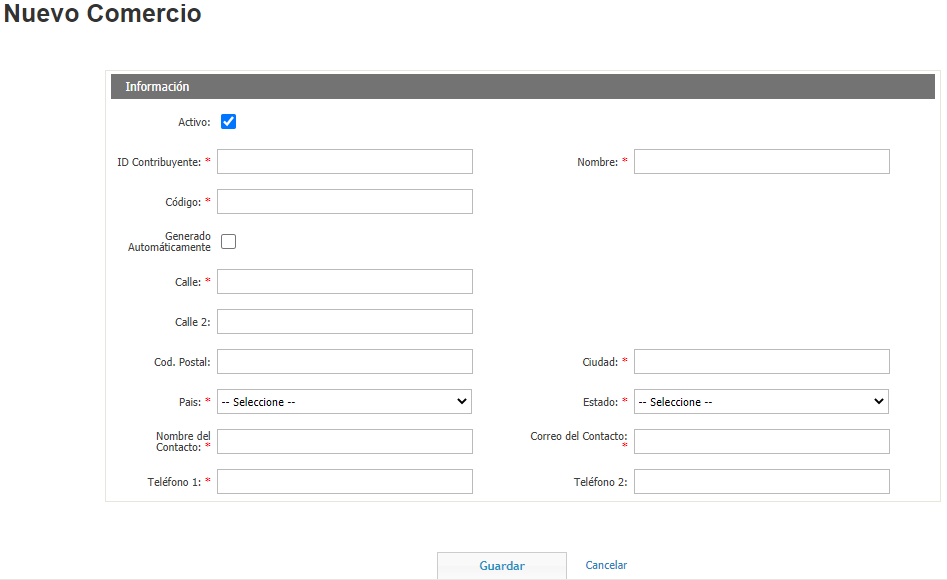 Nuevo Comercio
Información
Activo:
ID Contribuyente: *
Nombre: *
Código: *
Generado
Automáticamente
Calle: *
Calle 2:
Cod. Postal:
Ciudad: *
Pais: * -- Seleccione --
Estado: * -- Seleccione --
Nombre del
Contacto: *
Correo del Contacto:
*
Teléfono 1: *
Teléfono 2:
Guardar
Cancelar